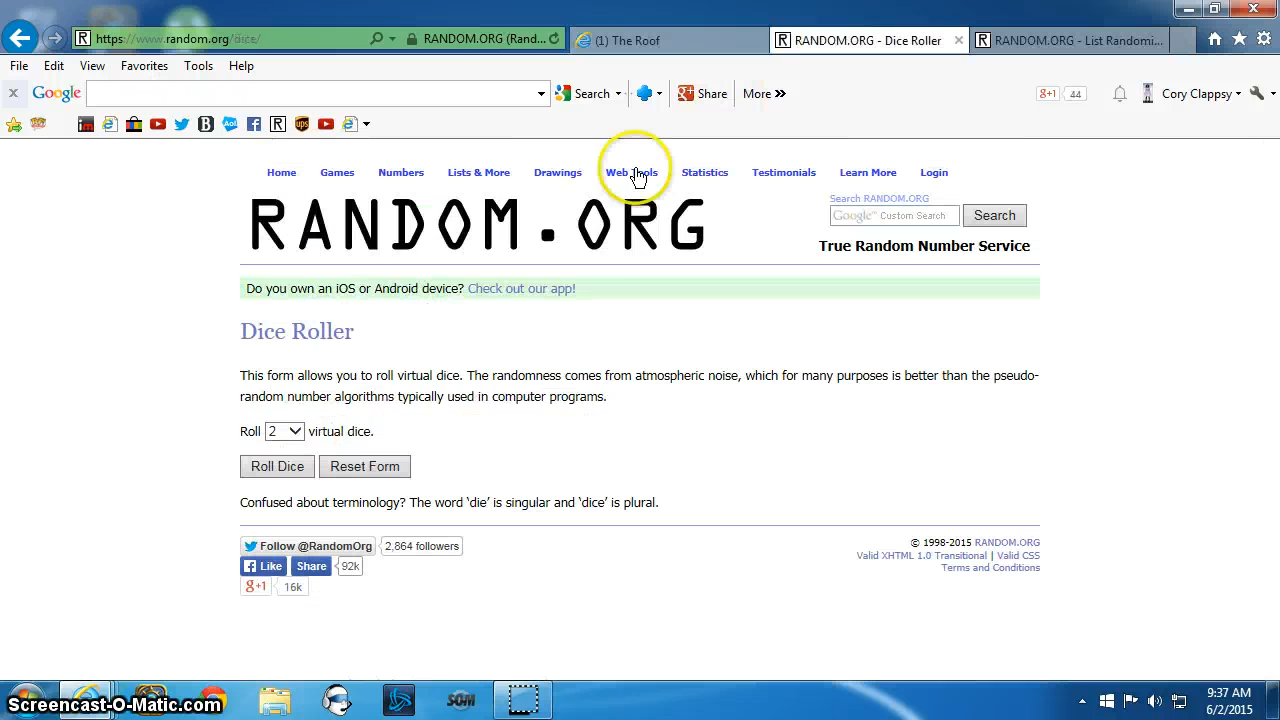 https://www.random.org/dice/ RANDOM.ORG (Rand... (1) The Roof RANDOM.ORG - Dice Roller RANDOM.ORG - List Randomi...
File Edit View Favorites Tools Help
Google Search Share More » g+1 44 Cory Clappsy
im Aol. f R ups
Home Games Numbers Lists & More Drawings Web Tools Statistics Testimonials Learn More Login
RANDOM.ORG
Search RANDOM.ORG
Google™ Custom Search Search
True Random Number Service
Do you own an iOS or Android device? Check out our app!
Dice Roller
This form allows you to roll virtual dice. The randomness comes from atmospheric noise, which for many purposes is better than the pseudo-
random number algorithms typically used in computer programs.
Roll 2 virtual dice.
Roll Dice Reset Form
Confused about terminology? The word ‘die’ is singular and ‘dice’ is plural.
Follow @RandomOrg 2,864 followers
Like Share 92k
g+1 16k
© 1998-2015 RANDOM.ORG
Valid XHTML 1.0 Transitional | Valid CSS
Terms and Conditions
Screencast-O-Matic.com
SOM
9:37 AM
6/2/2015